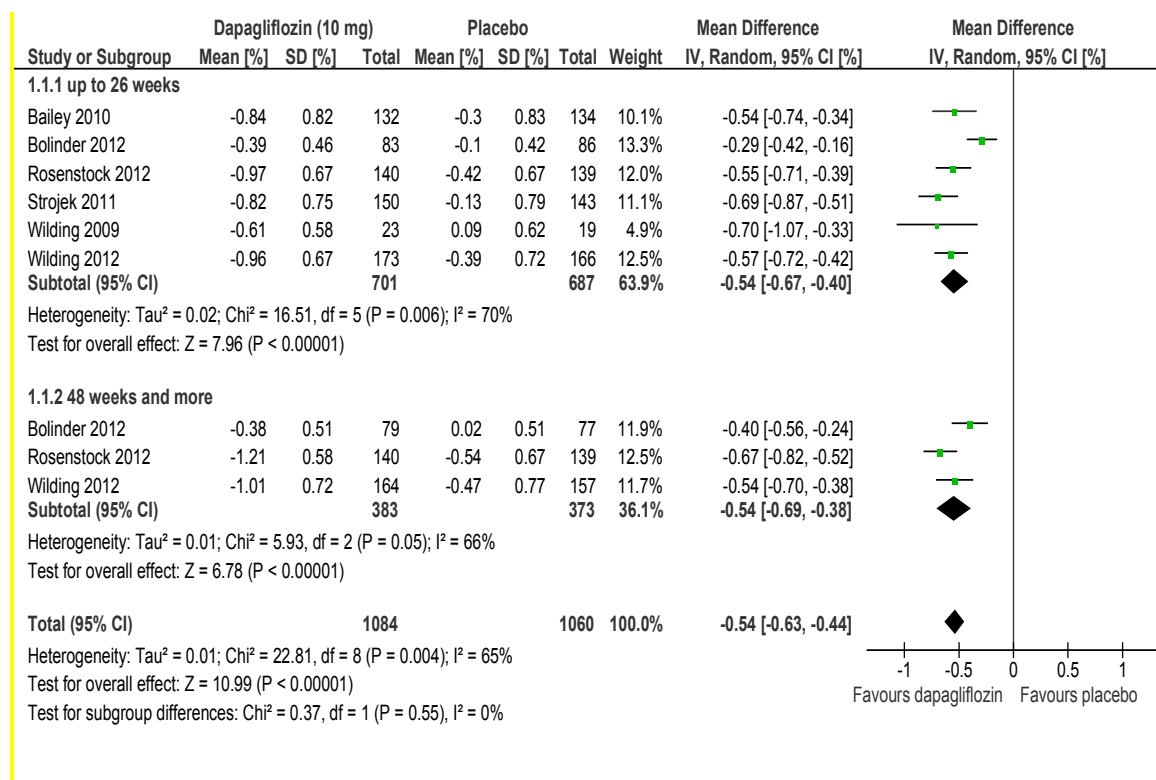 Dapagliflozin (10 mg) Placebo Mean Difference Mean Difference
Study or Subgroup Mean [%] SD [%] Total Mean [%] SD [%] Total Weight IV, Random, 95% CI [%] IV, Random, 95% CI [%]
1.1.1 up to 26 weeks
Bailey 2010 -0.84 0.82 132 -0.3 0.83 134 10.1% -0.54 [-0.74, -0.34]
Bolinder 2012 -0.39 0.46 83 -0.1 0.42 86 13.3% -0.29 [-0.42, -0.16]
Rosenstock 2012 -0.97 0.67 140 -0.42 0.67 139 12.0% -0.55 [-0.71, -0.39]
Strojek 2011 -0.82 0.75 150 -0.13 0.79 143 11.1% -0.69 [-0.87, -0.51]
Wilding 2009 -0.61 0.58 23 0.09 0.62 19 4.9% -0.70 [-1.07, -0.33]
Wilding 2012 -0.96 0.67 173 -0.39 0.72 166 12.5% -0.57 [-0.72, -0.42]
Subtotal (95% CI) 701 687 63.9% -0.54 [-0.67, -0.40]
Heterogeneity: Tau² = 0.02; Chi² = 16.51, df = 5 (P = 0.006); I² = 70%
Test for overall effect: Z = 7.96 (P < 0.00001)
1.1.2 48 weeks and more
Bolinder 2012 -0.38 0.51 79 0.02 0.51 77 11.9% -0.40 [-0.56, -0.24]
Rosenstock 2012 -1.21 0.58 140 -0.54 0.67 139 12.5% -0.67 [-0.82, -0.52]
Wilding 2012 -1.01 0.72 164 -0.47 0.77 157 11.7% -0.54 [-0.70, -0.38]
Subtotal (95% CI) 383 373 36.1% -0.54 [-0.69, -0.38]
Heterogeneity: Tau² = 0.01; Chi² = 5.93, df = 2 (P = 0.05); I² = 66%
Test for overall effect: Z = 6.78 (P < 0.00001)
Total (95% CI) 1084 1060 100.0% -0.54 [-0.63, -0.44]
Heterogeneity: Tau² = 0.01; Chi² = 22.81, df = 8 (P = 0.004); I² = 65%
Test for overall effect: Z = 10.99 (P < 0.00001)
Test for subgroup differences: Chi² = 0.37, df = 1 (P = 0.55), I² = 0%
-1 -0.5 0 0.5 1
Favours dapagliflozin Favours placebo